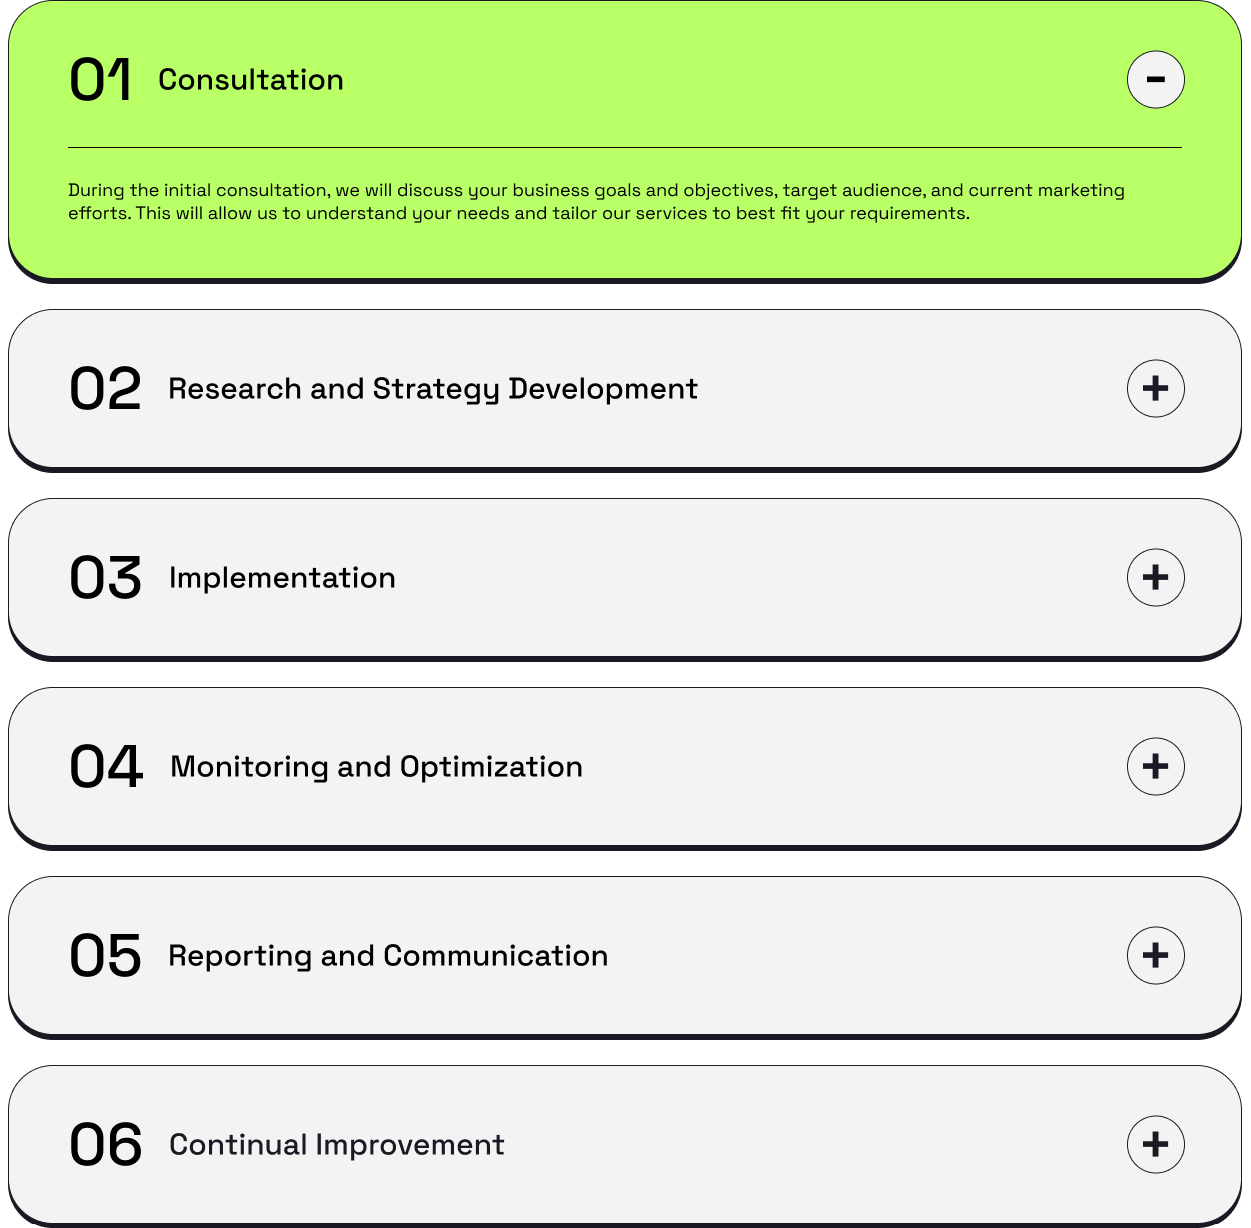 01 Consultation
During the initial consultation, we will discuss your business goals and objectives, target audience, and current marketing
efforts. This will allow us to understand your needs and tailor our services to best fit your requirements.
02 Research and Strategy Development
03 Implementation
04 Monitoring and Optimization
05 Reporting and Communication
06 Continual Improvement